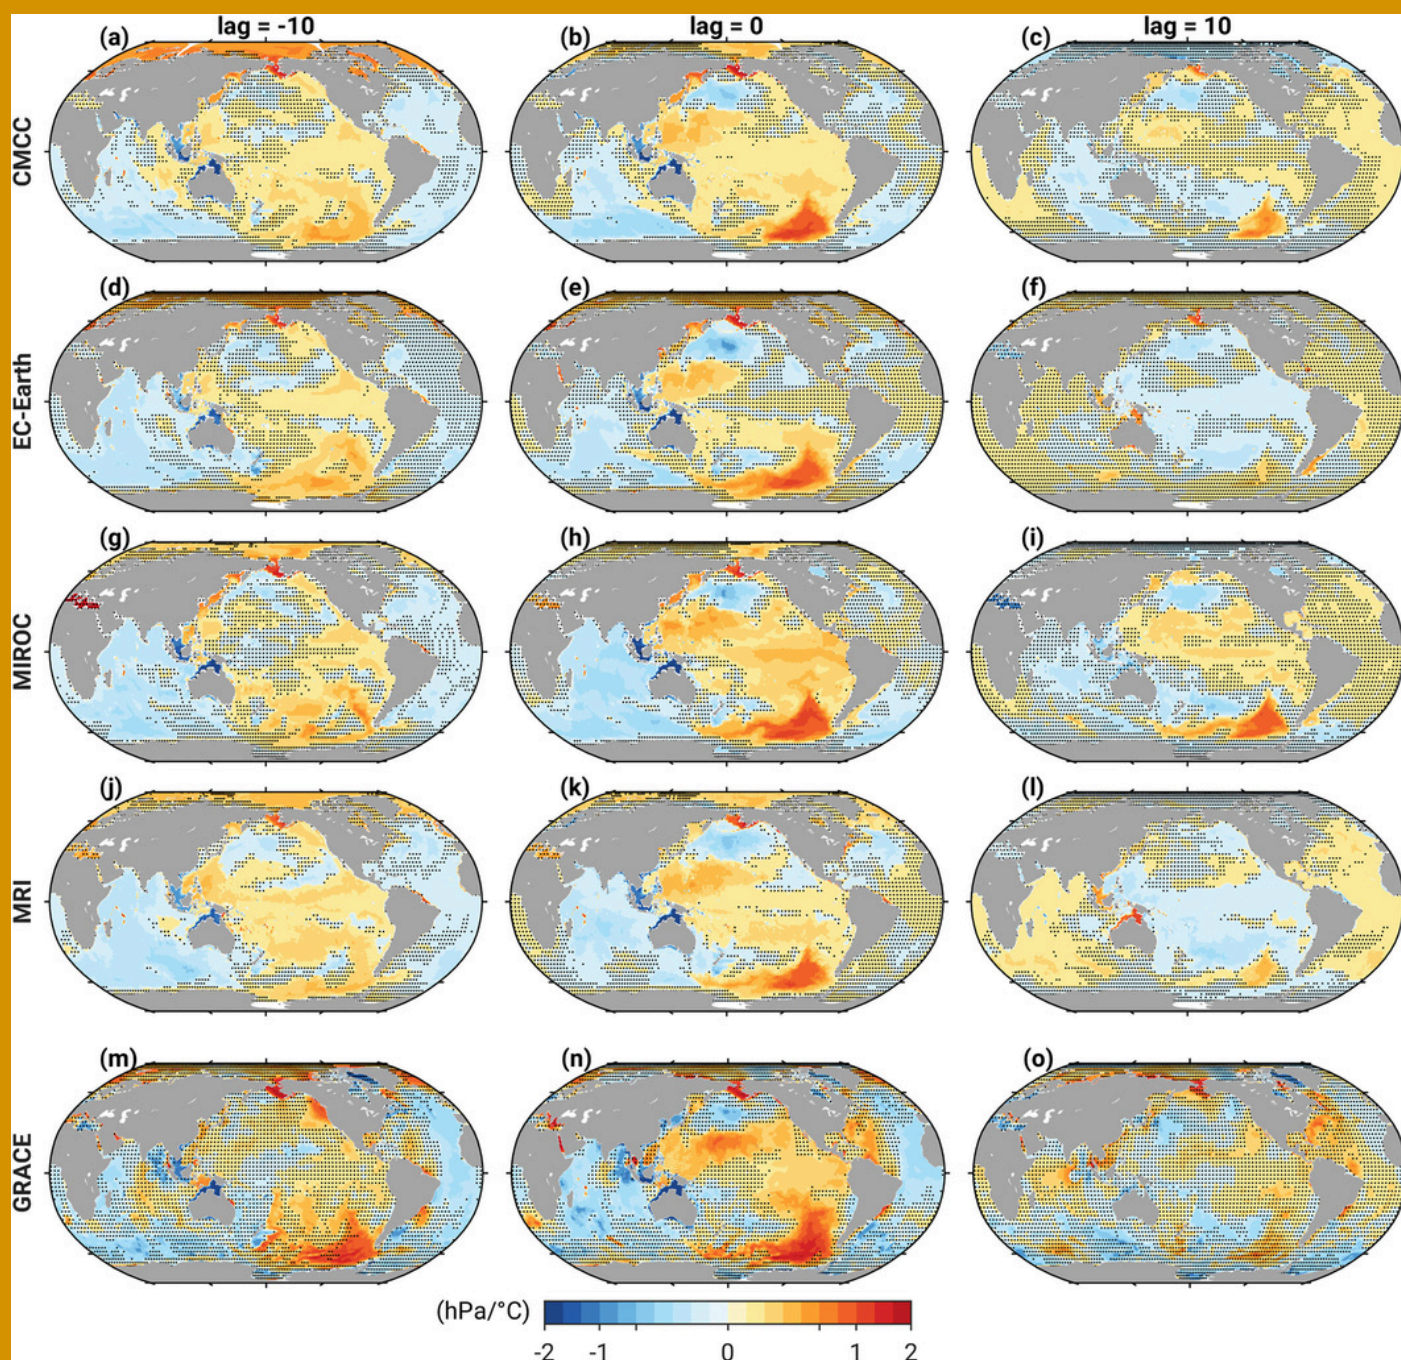 lag = -10
lag = 0
lag = 10
(a)
(b)
(c)
CMCC
(d)
(e)
(f)
EC-Earth
(g)
(h)
(i)
MIROC
(j)
(k)
(l)
MRI
(m)
(n)
(o)
GRACE
(hPa/°C)
-2 -1 0 1 2